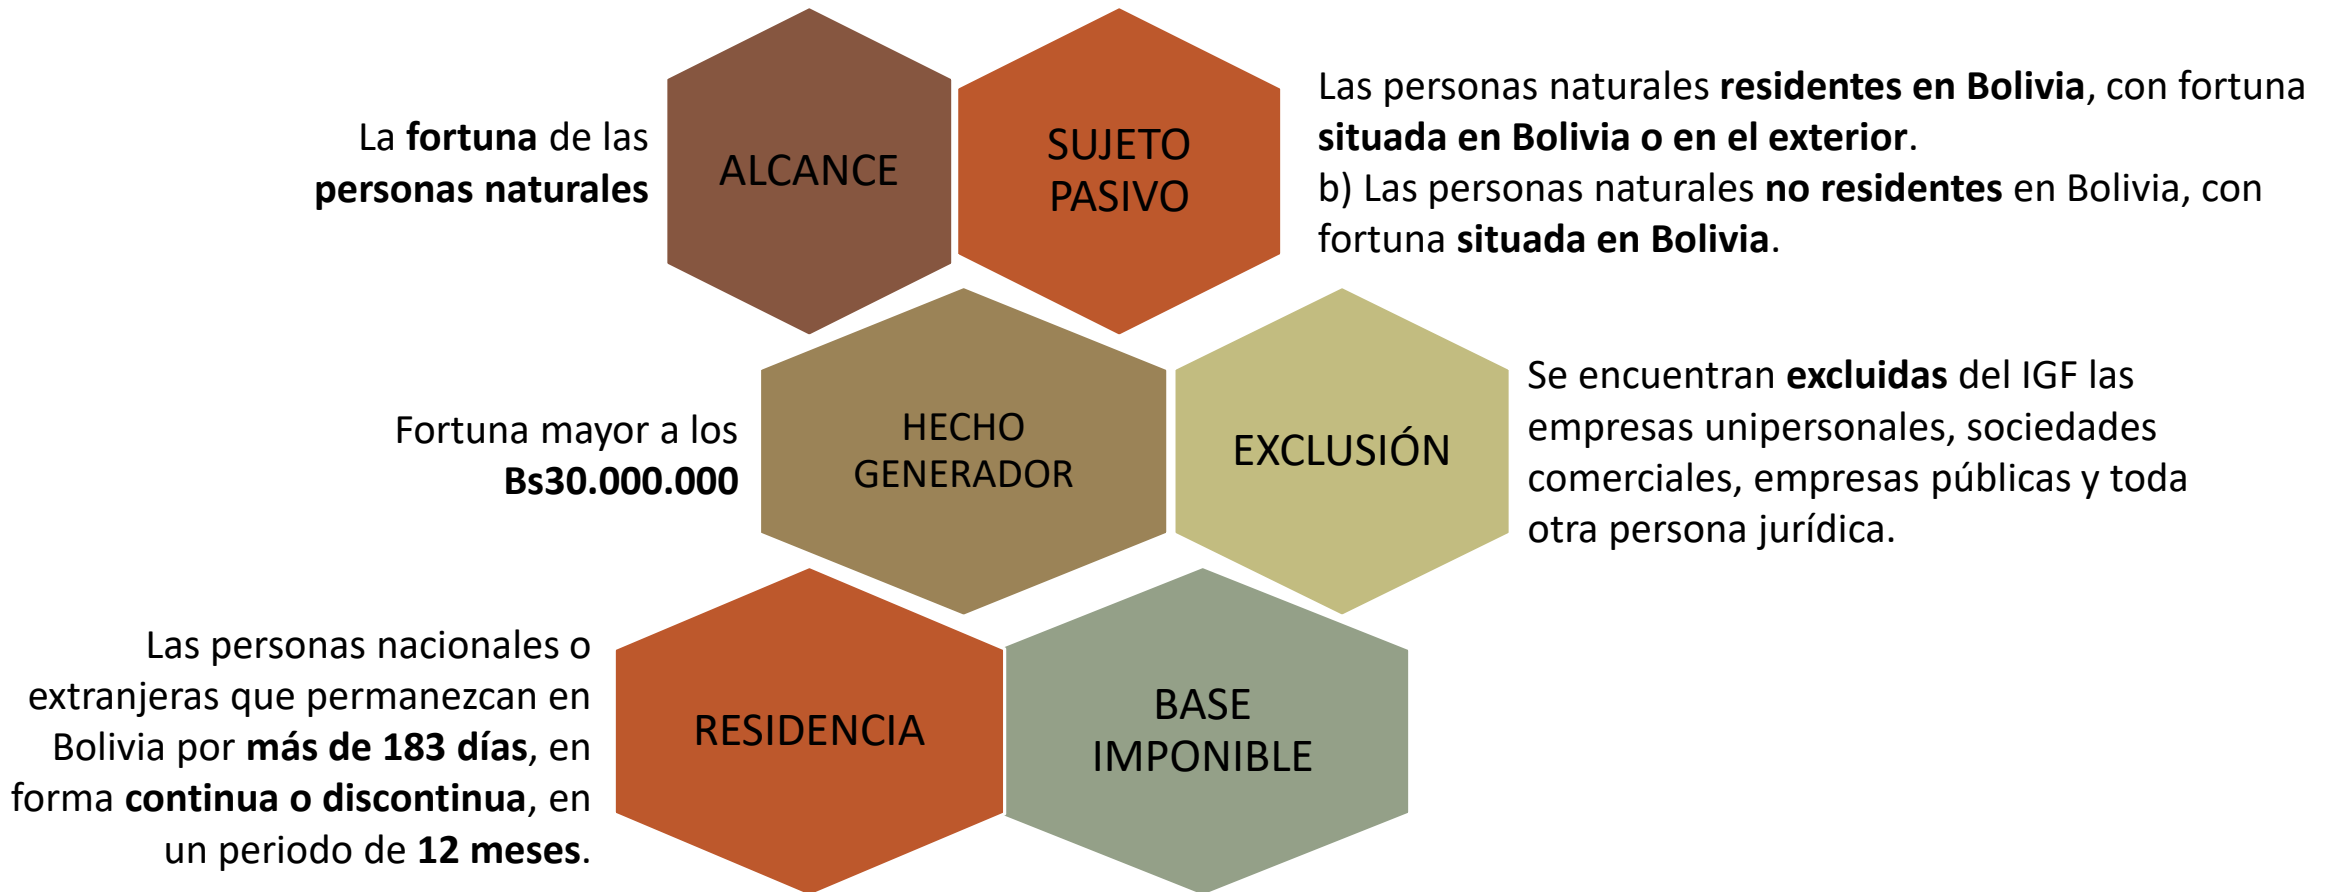 La fortuna de las
personas naturales
ALCANCE
SUJETO
PASIVO
Las personas naturales residentes en Bolivia, con fortuna
situada en Bolivia o en el exterior.
b) Las personas naturales no residentes en Bolivia, con
fortuna situada en Bolivia.
Fortuna mayor a los
Bs30.000.000
HECHO
GENERADOR
EXCLUSIÓN
Se encuentran excluidas del IGF las
empresas unipersonales, sociedades
comerciales, empresas públicas y toda
otra persona jurídica.
Las personas nacionales o
extranjeras que permanezcan en
Bolivia por más de 183 días, en
forma continua o discontinua, en
un periodo de 12 meses.
RESIDENCIA
BASE
IMPONIBLE